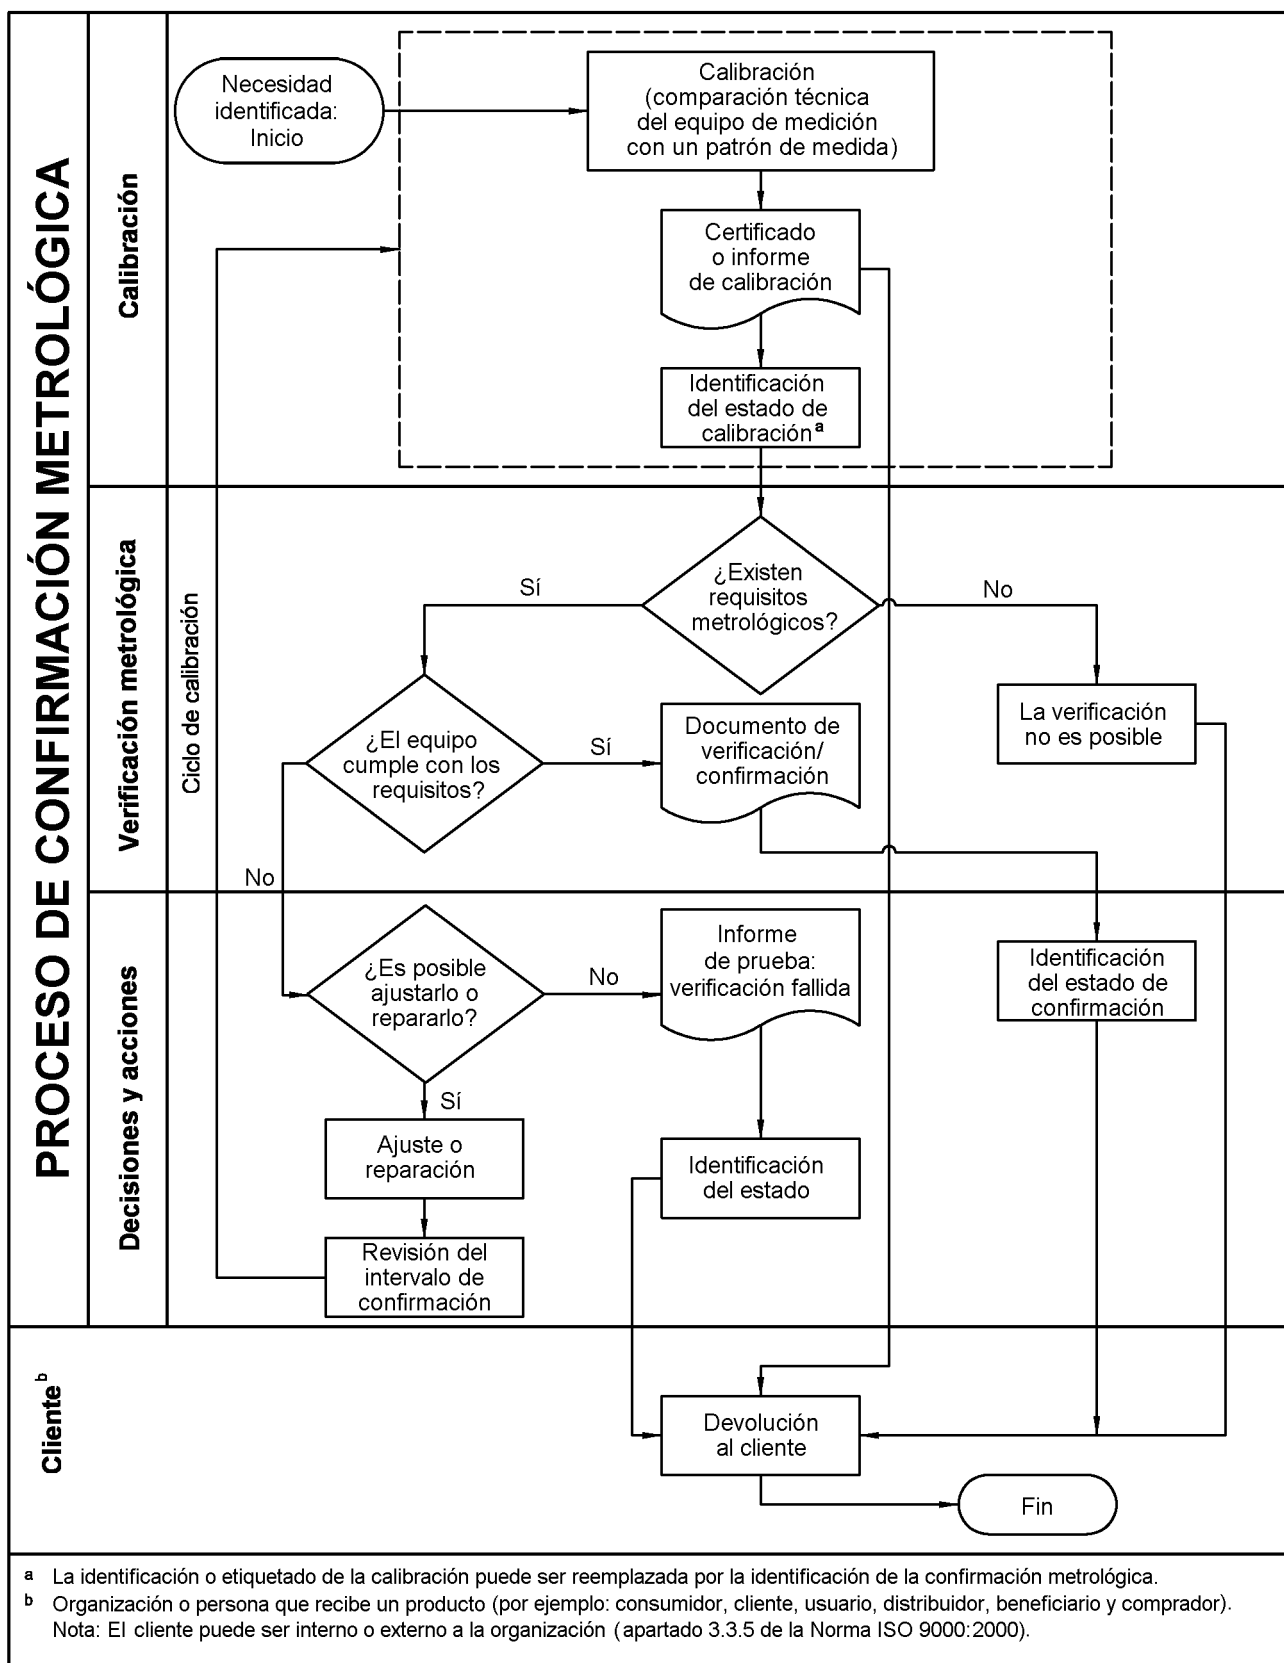 PROCESO DE CONFIRMACIÓN METROLÓGICA
Calibración
Necesidad
identificada:
Inicio
Calibración
(comparación técnica
del equipo de medición
con un patrón de medida)
Certificado
o informe
de calibración
Identificación
del estado de
calibración a
Verificación metrológica
Ciclo de calibración
¿Existen
requisitos
metrológicos?
Sí
No
¿El equipo
cumple con los
requisitos?
Sí
Documento de
verificación/
confirmación
La verificación
no es posible
No
Decisiones y acciones
¿Es posible
ajustarlo o
repararlo?
No
Informe
de prueba:
verificación fallida
Identificación
del estado de
confirmación
Sí
Ajuste o
reparación
Identificación
del estado
Revisión del
intervalo de
confirmación
Cliente b
Devolución
al cliente
Fin
a La identificación o etiquetado de la calibración puede ser reemplazada por la identificación de la confirmación metrológica.
b Organización o persona que recibe un producto (por ejemplo: consumidor, cliente, usuario, distribuidor, beneficiario y comprador).
Nota: El cliente puede ser interno o externo a la organización (apartado 3.3.5 de la Norma ISO 9000:2000).